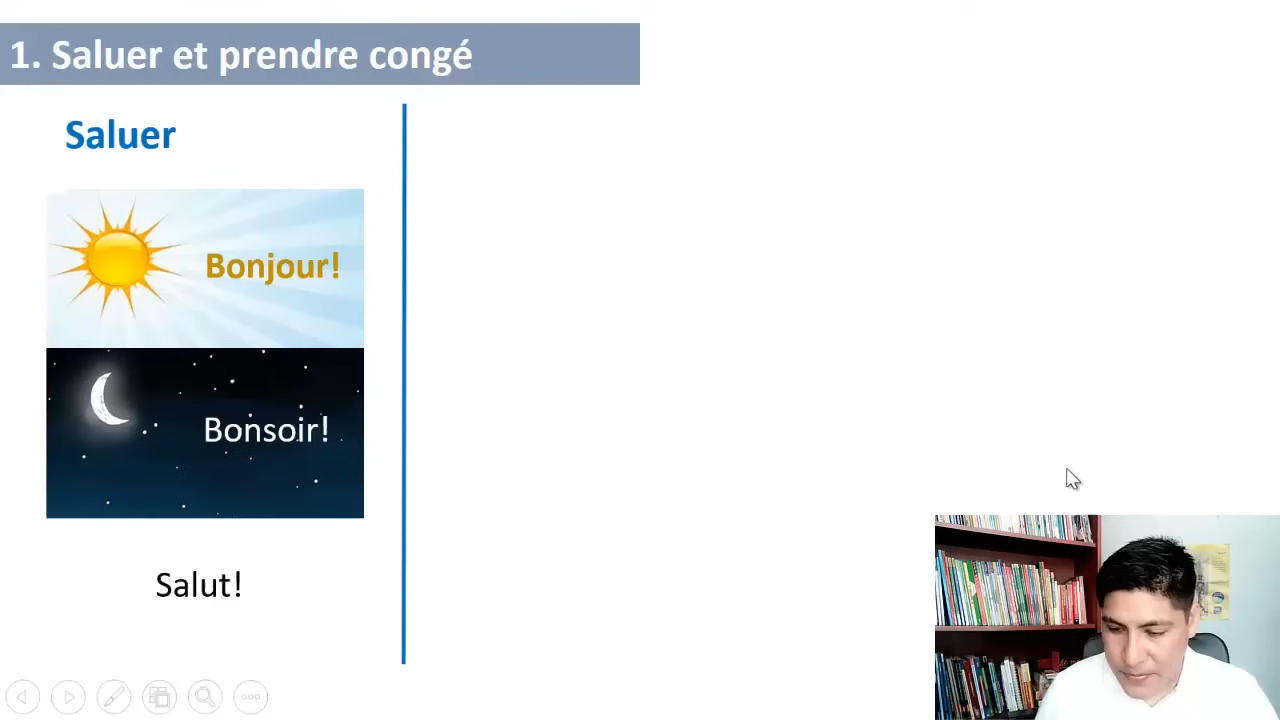 1. Saluer et prendre congé
Saluer
Bonjour!
Bonsoir!
Salut!